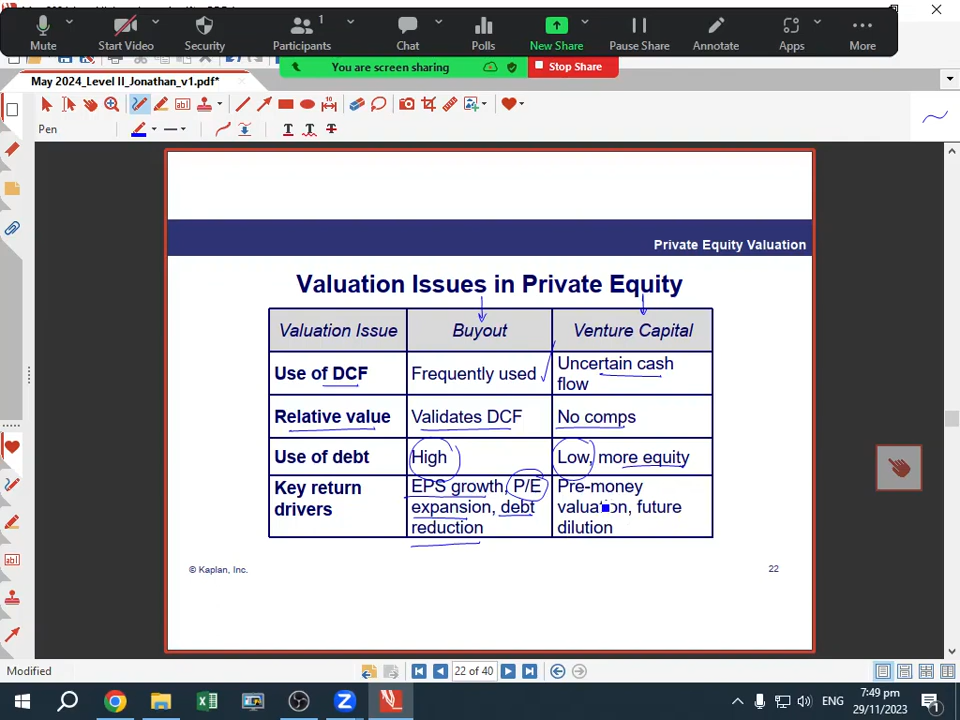 Mute
Start Video
Security
1
Participants
Chat
Polls
New Share
Pause Share
Annotate
Apps
More
You are screen sharing
Stop Share
May 2024_Level II_Jonathan_v1.pdf*
Pen
Private Equity Valuation
Valuation Issues in Private Equity
Valuation Issue
Buyout
Venture Capital
Use of DCF
Frequently used
Uncertain cash
flow
Relative value
Validates DCF
No comps
Use of debt
High
Low, more equity
Key return
drivers
EPS growth, P/E
expansion, debt
reduction
Pre-money
valuation, future
dilution
© Kaplan, Inc.
22
Modified
22 of 40
ENG
7:49 pm
29/11/2023
1